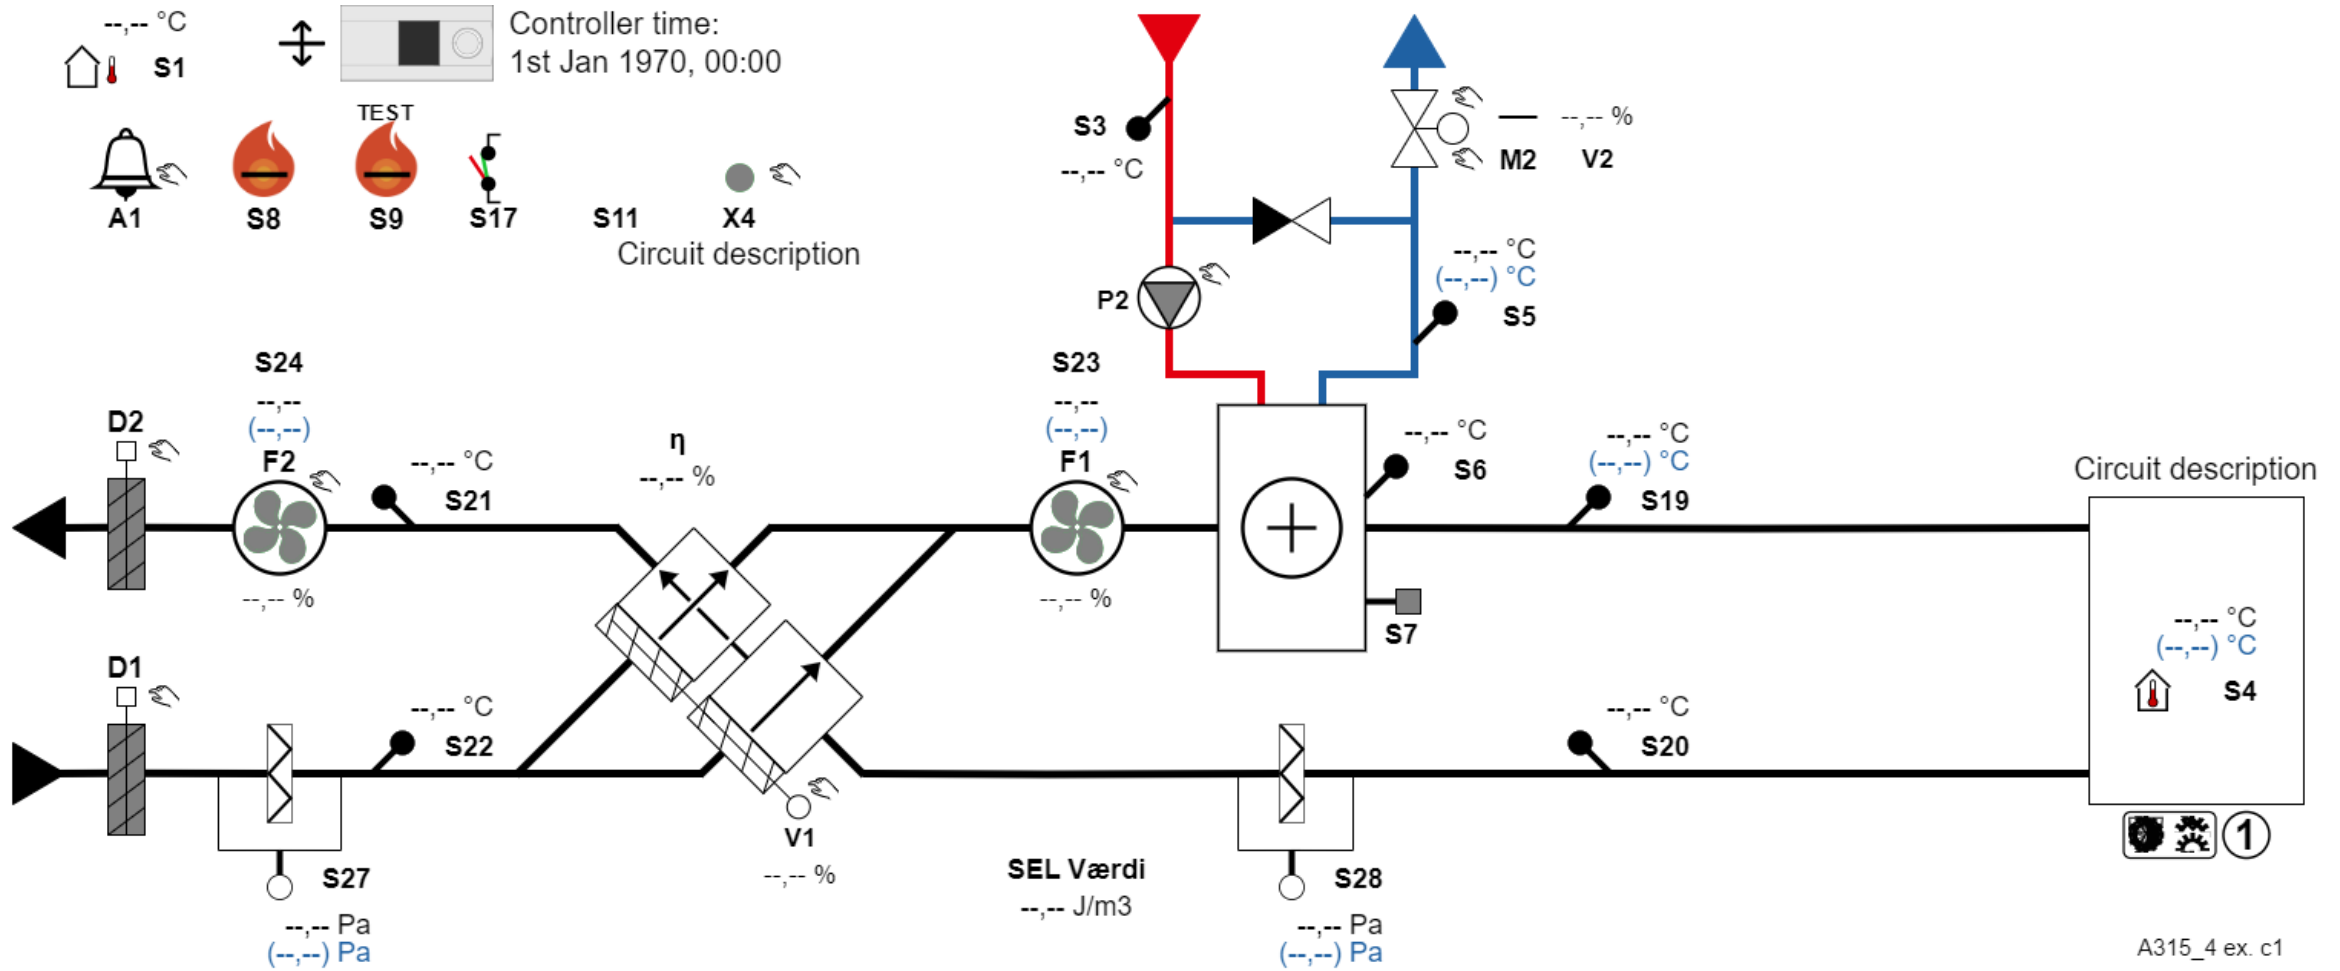 --,-- °C
S1
Controller time:
1st Jan 1970, 00:00
TEST
A1
S8
S9
S17
S11
X4
Circuit description
S3
--,-- °C
--,-- %
M2
V2
--,-- °C
(--,--) °C
S5
P2
S24
--,--
(--,--)
F2
--,-- %
D2
--,-- °C
S21
η
--,-- %
S23
--,--
(--,--)
F1
--,-- %
--,-- °C
S6
S7
--,-- °C
(--,--) °C
S19
Circuit description
--,-- °C
(--,--) °C
S4
D1
--,-- °C
S22
V1
--,-- %
--,-- °C
S20
1
S27
--,-- Pa
(--,--) Pa
SEL Værdi
--,-- J/m3
S28
--,-- Pa
(--,--) Pa
A315_4 ex. c1